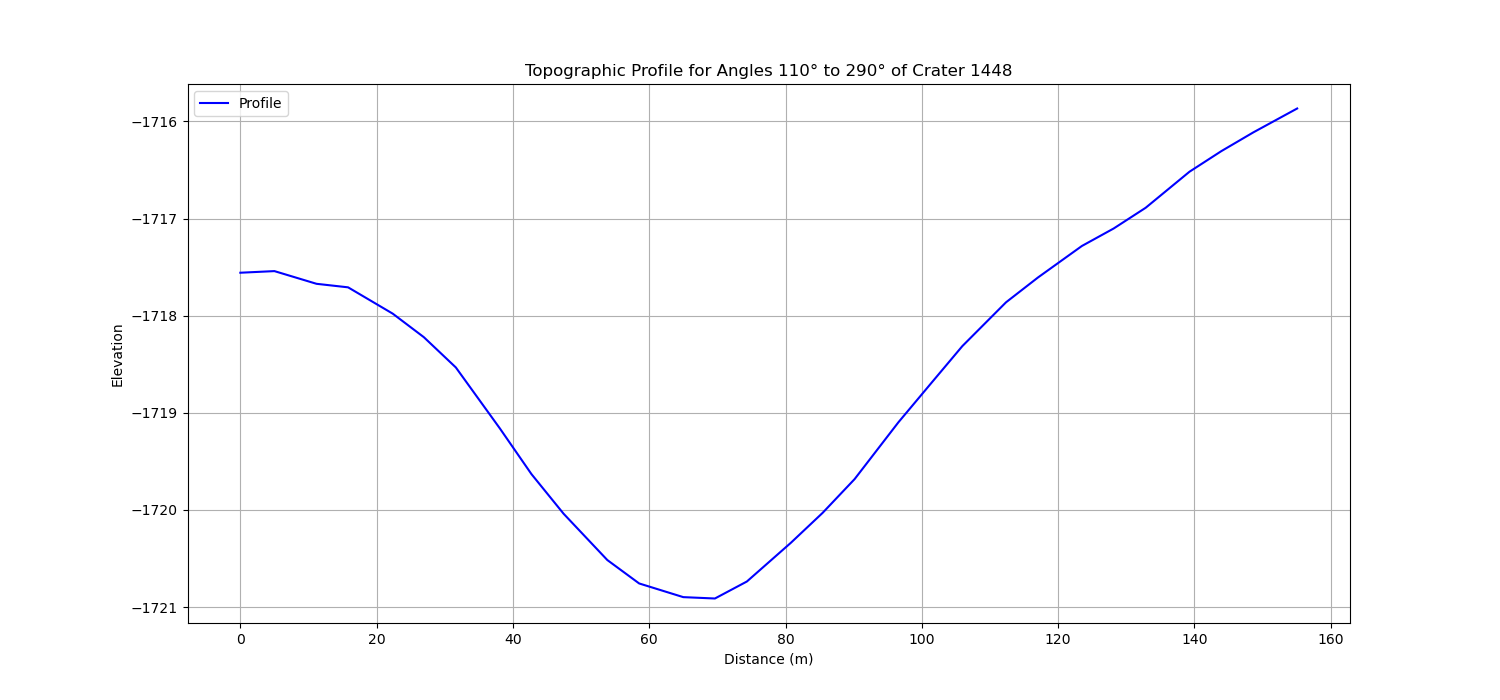 Topographic Profile for Angles 110° to 290° of Crater 1448
Profile
−1716
−1717
−1718
−1719
−1720
−1721
Elevation
0 20 40 60 80 100 120 140 160
Distance (m)